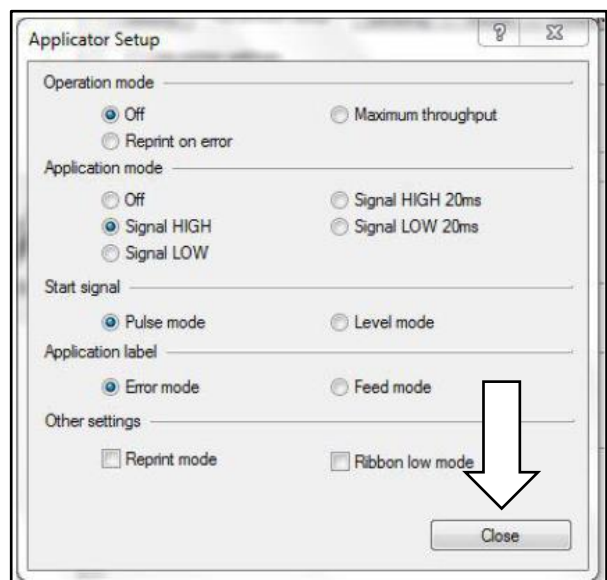 Applicator Setup
Operation mode
Off Maximum throughput
Reprint on error
Application mode
Off Signal HIGH 20ms
Signal HIGH Signal LOW 20ms
Signal LOW
Start signal
Pulse mode Level mode
Application label
Error mode Feed mode
Other settings
Reprint mode Ribbon low mode
Close